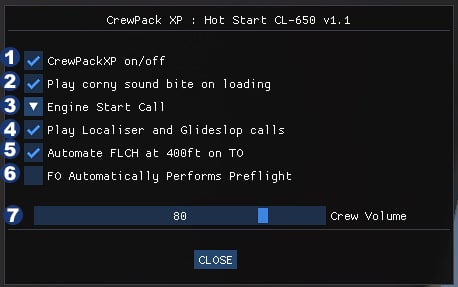 CrewPack XP : Hot Start CL-650 v1.1
1 CrewPackXP on/off
2 Play corny sound bite on loading
3 Engine Start Call
4 Play Localiser and Glideslop calls
5 Automate FLCH at 400ft on TO
6 FO Automatically Performs Preflight
7 80 Crew Volume
CLOSE